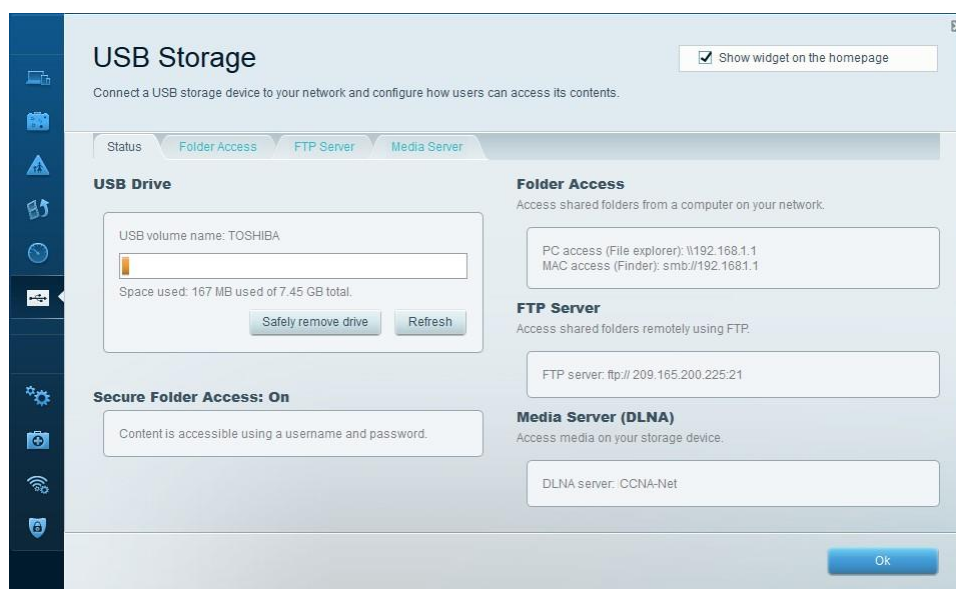 USB Storage
Show widget on the homepage
Connect a USB storage device to your network and configure how users can access its contents.
Status
Folder Access
FTP Server
Media Server
USB Drive
USB volume name: TOSHIBA
Space used: 167 MB used of 7.45 GB total.
Safely remove drive
Refresh
Secure Folder Access: On
Content is accessible using a username and password.
Folder Access
Access shared folders from a computer on your network.
PC access (File explorer): \\192.168.1.1
MAC access (Finder): smb://192.1681.1
FTP Server
Access shared folders remotely using FTP.
FTP server: ftp:// 209.165.200.225:21
Media Server (DLNA)
Access media on your storage device.
DLNA server: CCNA-Net
Ok